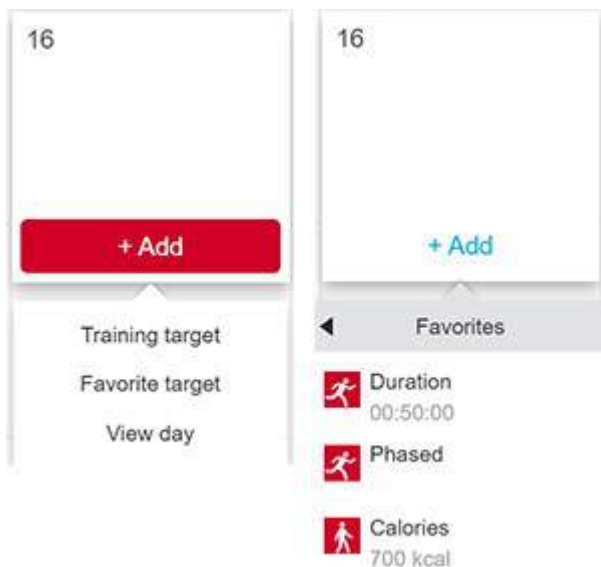 16
+ Add
Training target
Favorite target
View day
16
+ Add
Favorites
Duration
00:50:00
Phased
Calories
700 kcal